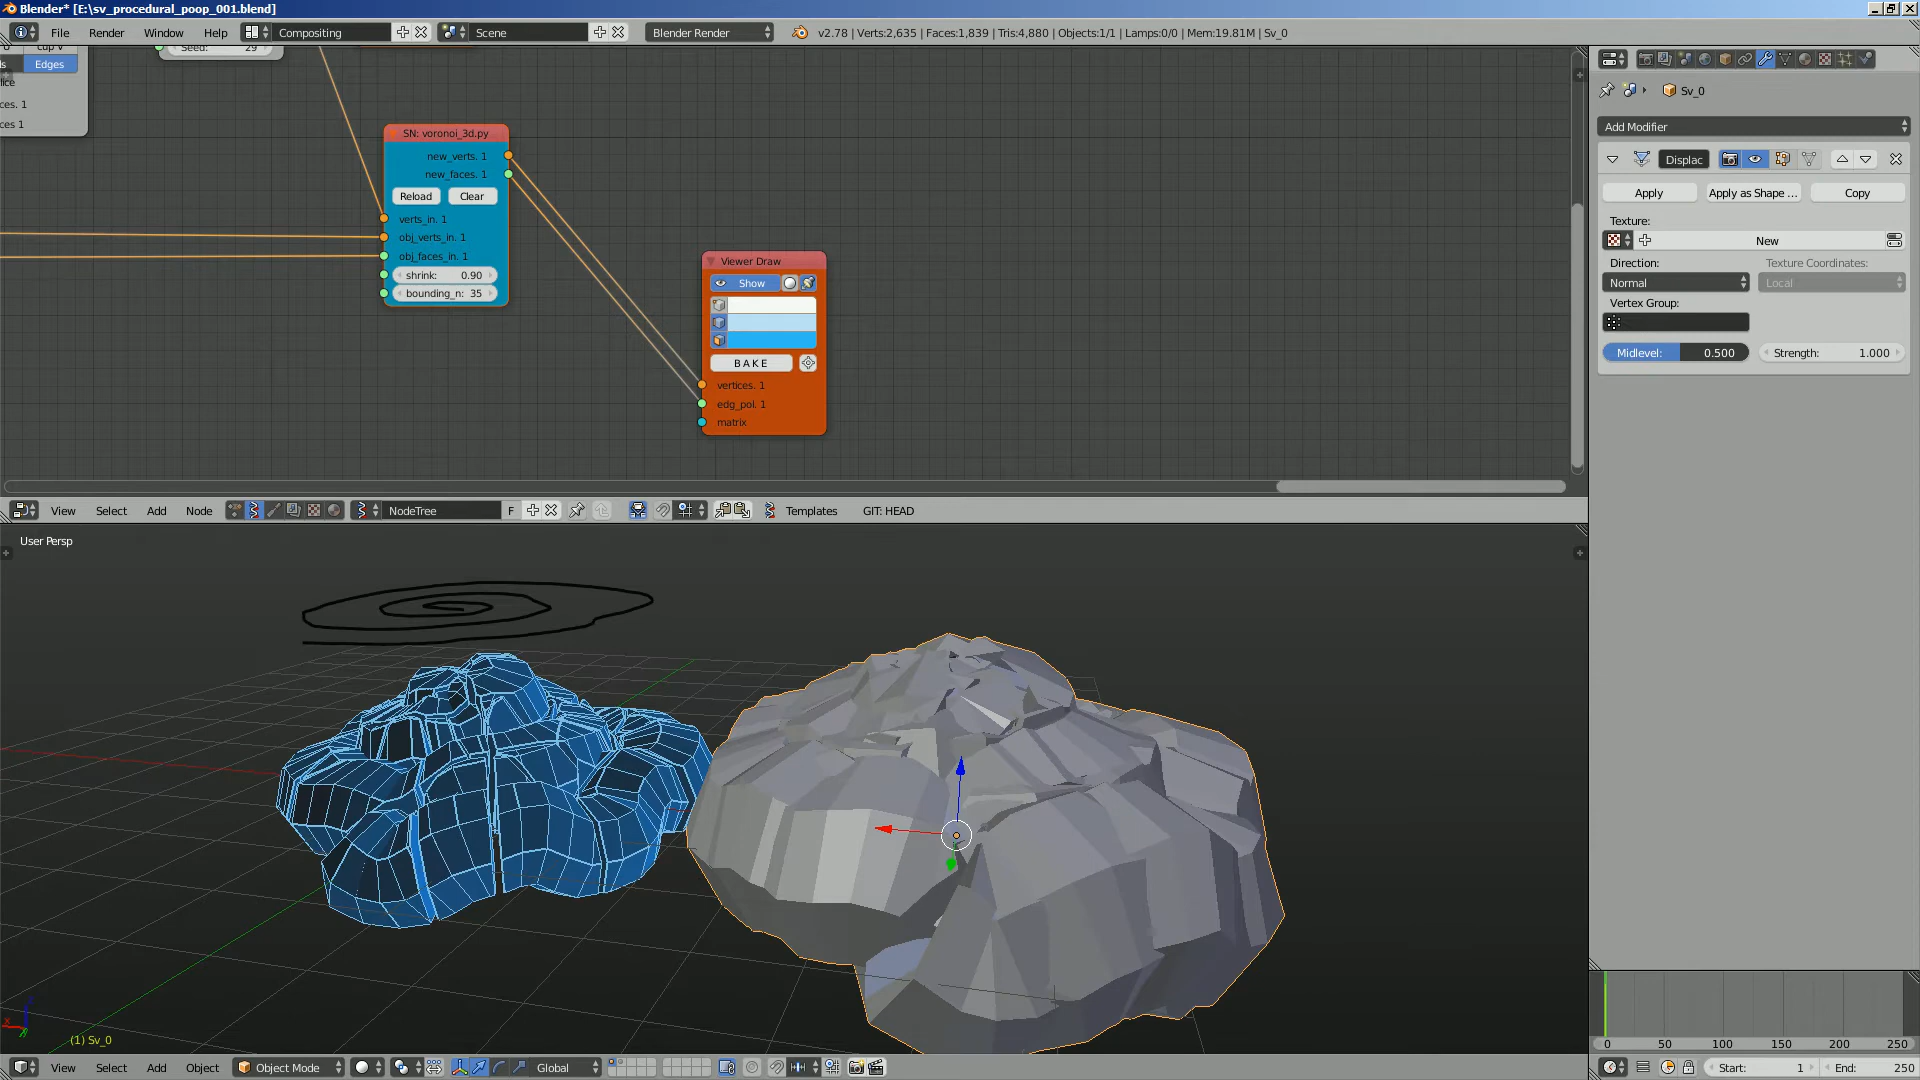 Blender* [E:\sv_procedural_poop_001.blend]
File Render Window Help Compositing Scene Blender Render v2.78 | Verts:2,635 | Faces:1,839 | Tris:4,880 | Objects:1/1 | Lamps:0/0 | Mem:19.81M | Sv_0
Seed: 29
Edges
ces. 1
ces 1
SN: voronoi_3d.py
new_verts. 1
new_faces. 1
Reload Clear
verts_in. 1
obj_verts_in. 1
obj_faces_in. 1
shrink: 0.90
bounding_n: 35
Viewer Draw
Show
BAKE
vertices. 1
edg_pol. 1
matrix
Sv_0
Add Modifier
Displac
Apply Apply as Shape ... Copy
Texture:
New
Direction: Texture Coordinates:
Normal Local
Vertex Group:
Midlevel: 0.500 Strength: 1.000
View Select Add Node NodeTree F Templates GIT: HEAD
User Persp
(1) Sv_0
0 50 100 150 200 250
View Select Add Object Object Mode Global Start: 1 End: 250